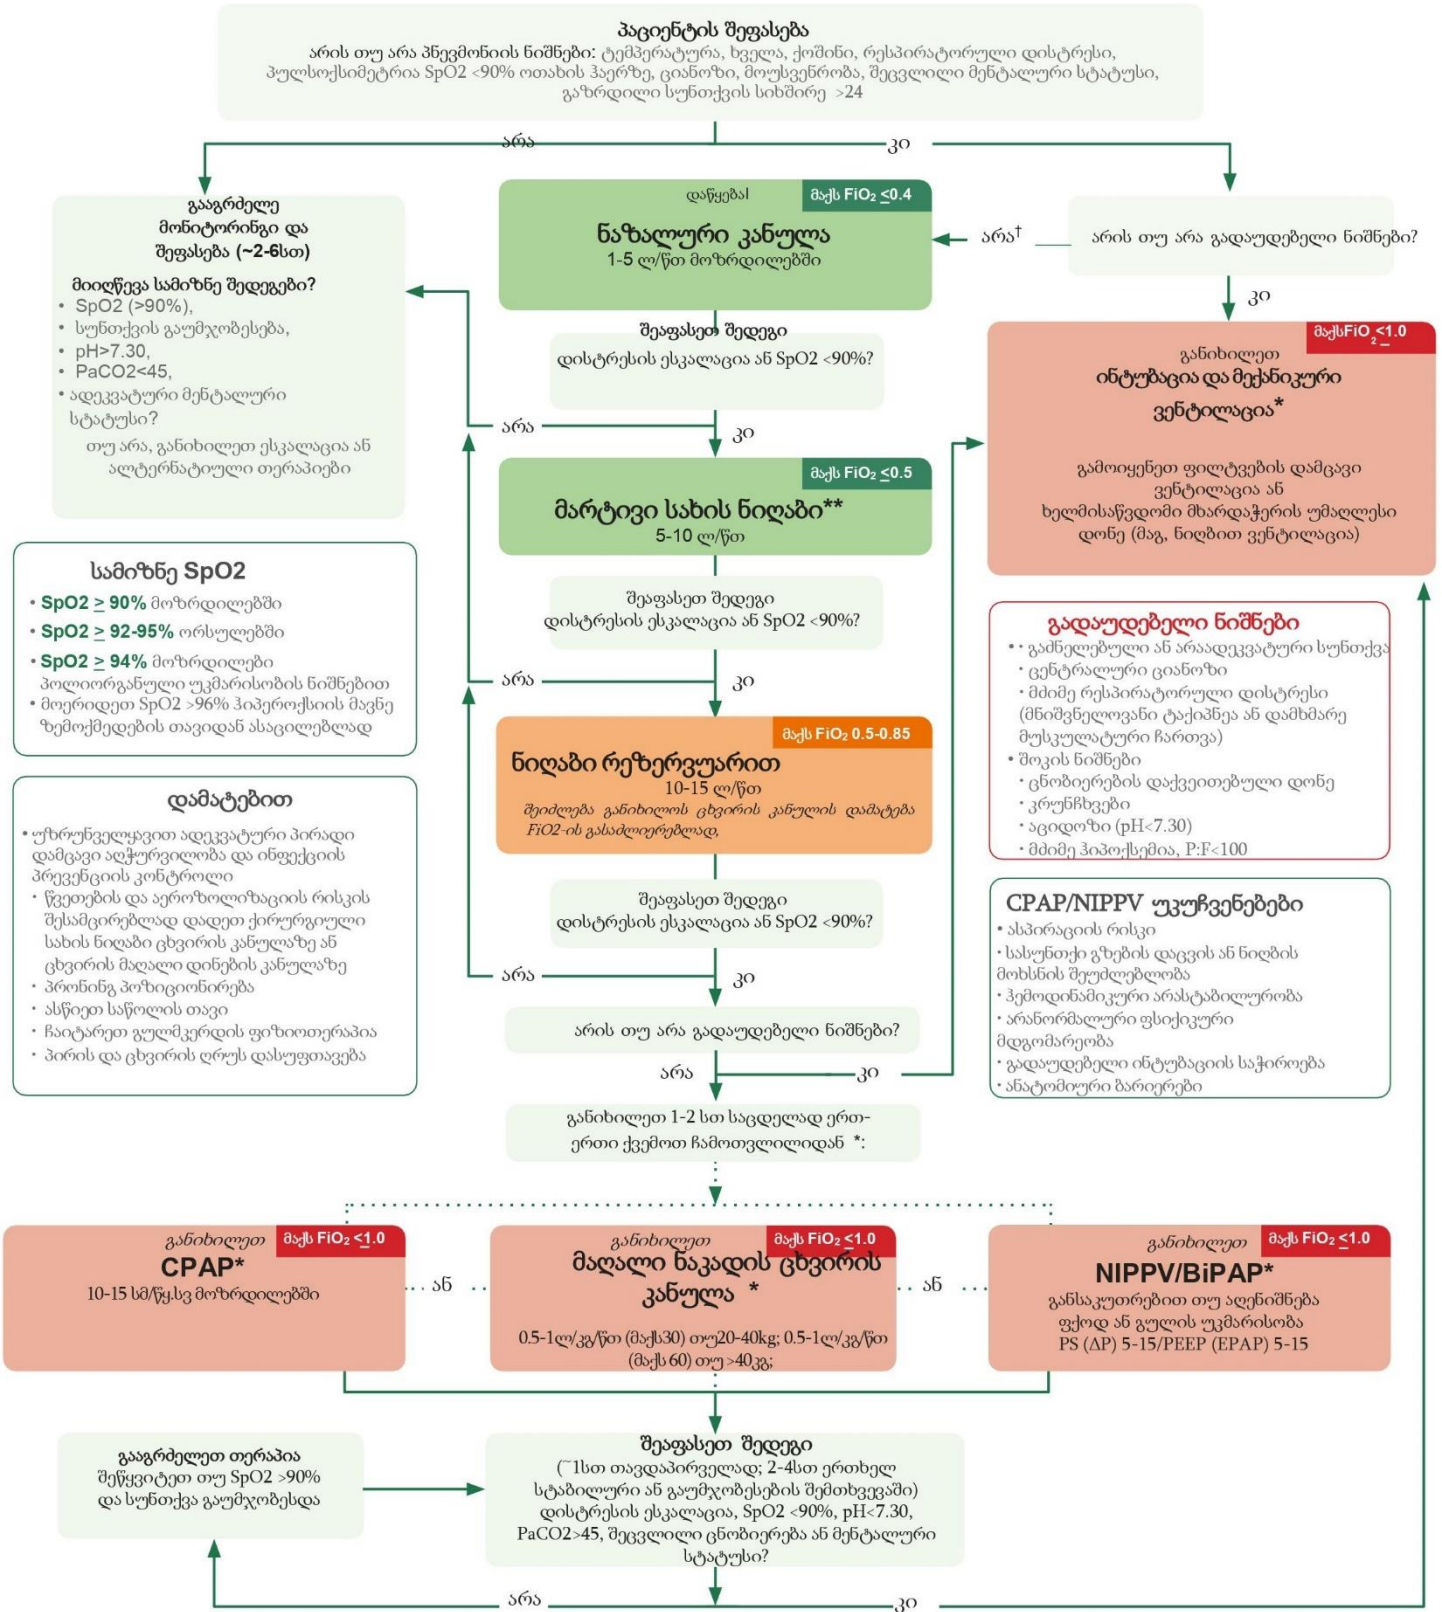 პაციენტის შეფასება
არის თუ არა პნევმონიის ნიშნები: ტემპერატურა, ხველა, ქოშინი, რესპირატორული დისტრესი,
პულსოქსიმეტრია SpO2 <90% ოთახის ჰაერზე, ციანოზი, მოუსვენრობა, შეცვლილი მენტალური სტატუსი,
გაზრდილი სუნთქვის სიხშირე >24
არა
კი
გააგრძელე
მონიტორინგი და
შეფასება (~2-6სთ)
მიიღწევა სამიზნე შედეგები?
• SpO2 (>90%),
• სუნთქვის გაუმჯობესება,
• pH>7.30,
• PaCO2<45,
• ადეკვატური მენტალური
სტატუსი?
თუ არა, განიხილეთ ესკალაცია ან
ალტერნატიული თერაპიები
დაწყება!
მაქს FiO₂ ≤0.4
ნაზალური კანულა
1-5 ლ/წთ მოზრდილებში
არა†
არის თუ არა გადაუდებელი ნიშნები?
კი
შეაფასეთ შედეგი
დისტრესის ესკალაცია ან SpO2 <90%?
არა
კი
მაქსFiO₂ ≤1.0
განიხილეთ
ინტუბაცია და მექანიკური
ვენტილაცია*
გამოიყენეთ ფილტვების დამცავი
ვენტილაცია ან
ხელმისაწვდომი მხარდაჭერის უმაღლესი
დონე (მაგ, ნიღბით ვენტილაცია)
მაქს FiO₂ ≤0.5
მარტივი სახის ნიღაბი**
5-10 ლ/წთ
შეაფასეთ შედეგი
დისტრესის ესკალაცია ან SpO2 <90%?
არა
კი
სამიზნე SpO2
• SpO2 ≥ 90% მოზრდილებში
• SpO2 ≥ 92-95% ორსულებში
• SpO2 ≥ 94% მოზრდილები
პოლიორგანული უკმარისობის ნიშნებით
• მოერიდეთ SpO2 >96% ჰიპეროქსიის მავნე
ზემოქმედების თავიდან ასაცილებლად
გადაუდებელი ნიშნები
• · გაძნელებული ან არაადეკვატური სუნთქვა
· ცენტრალური ციანოზი
· მძიმე რესპირატორული დისტრესი
(მნიშვნელოვანი ტაქიპნეა ან დამხმარე
მუსკულატური ჩართვა)
• შოკის ნიშნები
• ცნობიერების დაქვეითებული დონე
• კრუნჩხვები
• აციდოზი (pH<7.30)
• მძიმე ჰიპოქსემია, P:F<100
მაქს FiO₂ 0.5-0.85
ნიღაბი რეზერვუარით
10-15 ლ/წთ
შეიძლება განიხილოს ცხვირის კანულის დამატება
FiO2-ის გასაძლიერებლად,
შეაფასეთ შედეგი
დისტრესის ესკალაცია ან SpO2 <90%?
არა
კი
დამატებით
• უზრუნველყავით ადეკვატური პირადი
დამცავი აღჭურვილობა და ინფექციის
პრევენციის კონტროლი
• წვეთების და აეროზოლიზაციის რისკის
შესამცირებლად დადეთ ქირურგიული
სახის ნიღაბი ცხვირის კანულაზე ან
ცხვირის მაღალი დინების კანულაზე
• პრონინგ პოზიციონირება
• ასწიეთ საწოლის თავი
• ჩაიტარეთ გულმკერდის ფიზიოთერაპია
• პირის და ცხვირის ღრუს დასუფთავება
CPAP/NIPPV უკუჩვენებები
• ასპირაციის რისკი
• სასუნთქი გზების დაცვის ან ნიღბის
მოხსნის შეუძლებლობა
• ჰემოდინამიკური არასტაბილურობა
• არანორმალური ფსიქიკური
მდგომარეობა
• გადაუდებელი ინტუბაციის საჭიროება
• ანატომიური ბარიერები
არის თუ არა გადაუდებელი ნიშნები?
არა
კი
განიხილეთ 1-2 სთ საცდელად ერთ-
ერთი ქვემოთ ჩამოთვლილიდან *:
განიხილეთ
მაქს FiO₂ ≤1.0
CPAP*
10-15 სმ/წყ.სვ მოზრდილებში
ან
განიხილეთ
მაქს FiO₂ ≤1.0
მაღალი ნაკადის ცხვირის
კანულა *
0.5-1ლ/კგ/წთ (მაქს30) თუ20-40kg; 0.5-1ლ/კგ/წთ
(მაქს 60) თუ >40კგ;
ან
განიხილეთ
მაქს FiO₂ ≤1.0
NIPPV/BiPAP*
განსაკუთრებით თუ აღენიშნება
ფქოდ ან გულის უკმარისობა
PS (ΔP) 5-15/PEEP (EPAP) 5-15
გააგრძელეთ თერაპია
შეწყვიტეთ თუ SpO2 >90%
და სუნთქვა გაუმჯობესდა
შეაფასეთ შედეგი
(~1სთ თავდაპირველად; 2-4სთ ერთხელ
სტაბილური ან გაუმჯობესების შემთხვევაში)
დისტრესის ესკალაცია, SpO2 <90%, pH<7.30,
PaCO2>45, შეცვლილი ცნობიერება ან მენტალური
სტატუსი?
არა
კი